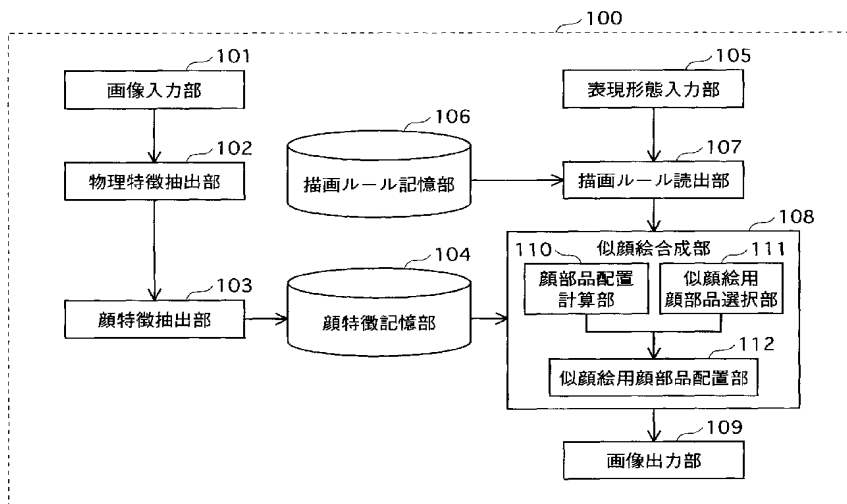 100
101
画像入力部
105
表現形態入力部
106
描画ルール記憶部
102
物理特徴抽出部
107
描画ルール読出部
108
似顔絵合成部
110
顔部品配置
計算部
111
似顔絵用
顔部品選択部
104
顔特徴記憶部
103
顔特徴抽出部
112
似顔絵用顔部品配置部
109
画像出力部